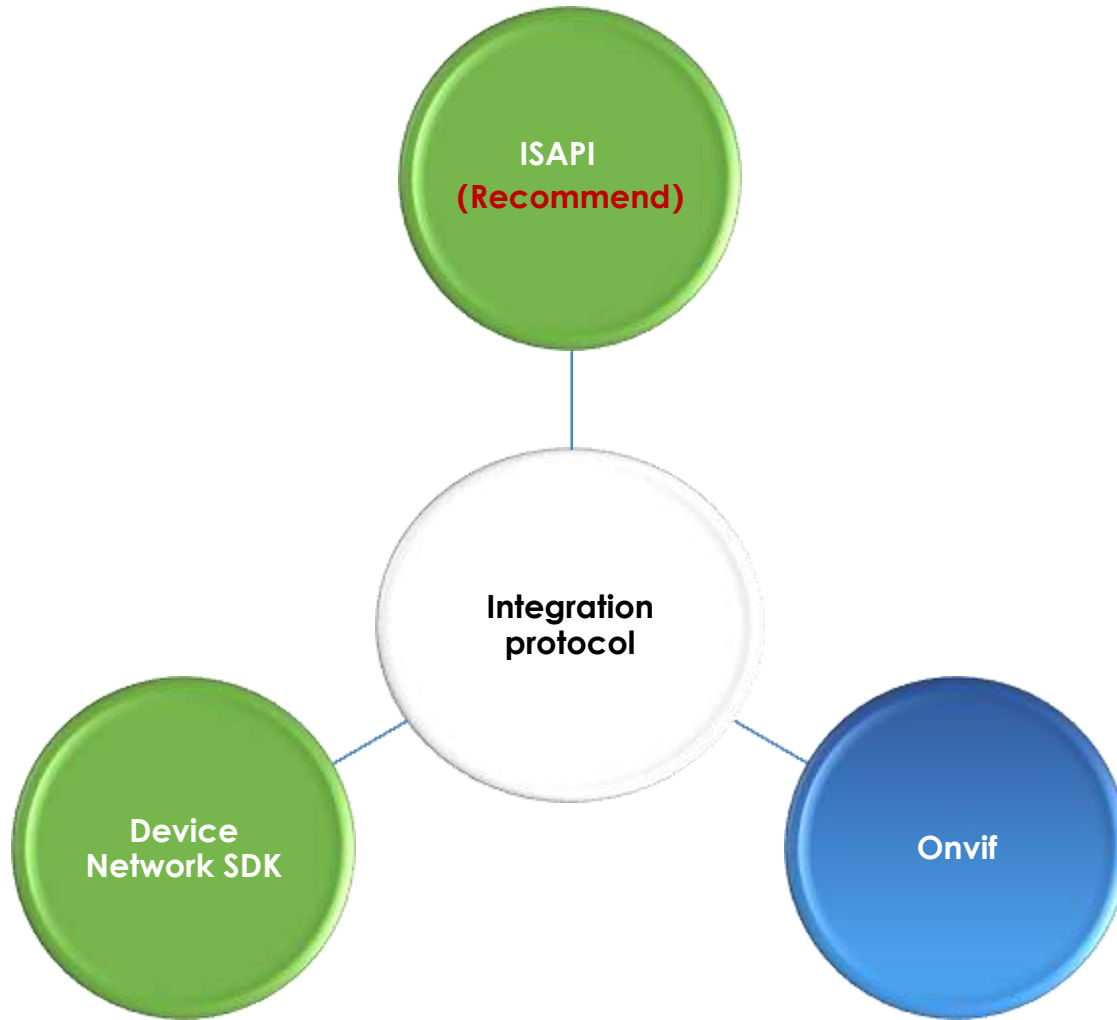 ISAPI
(Recommend)
Integration
protocol
Device
Network SDK
Onvif